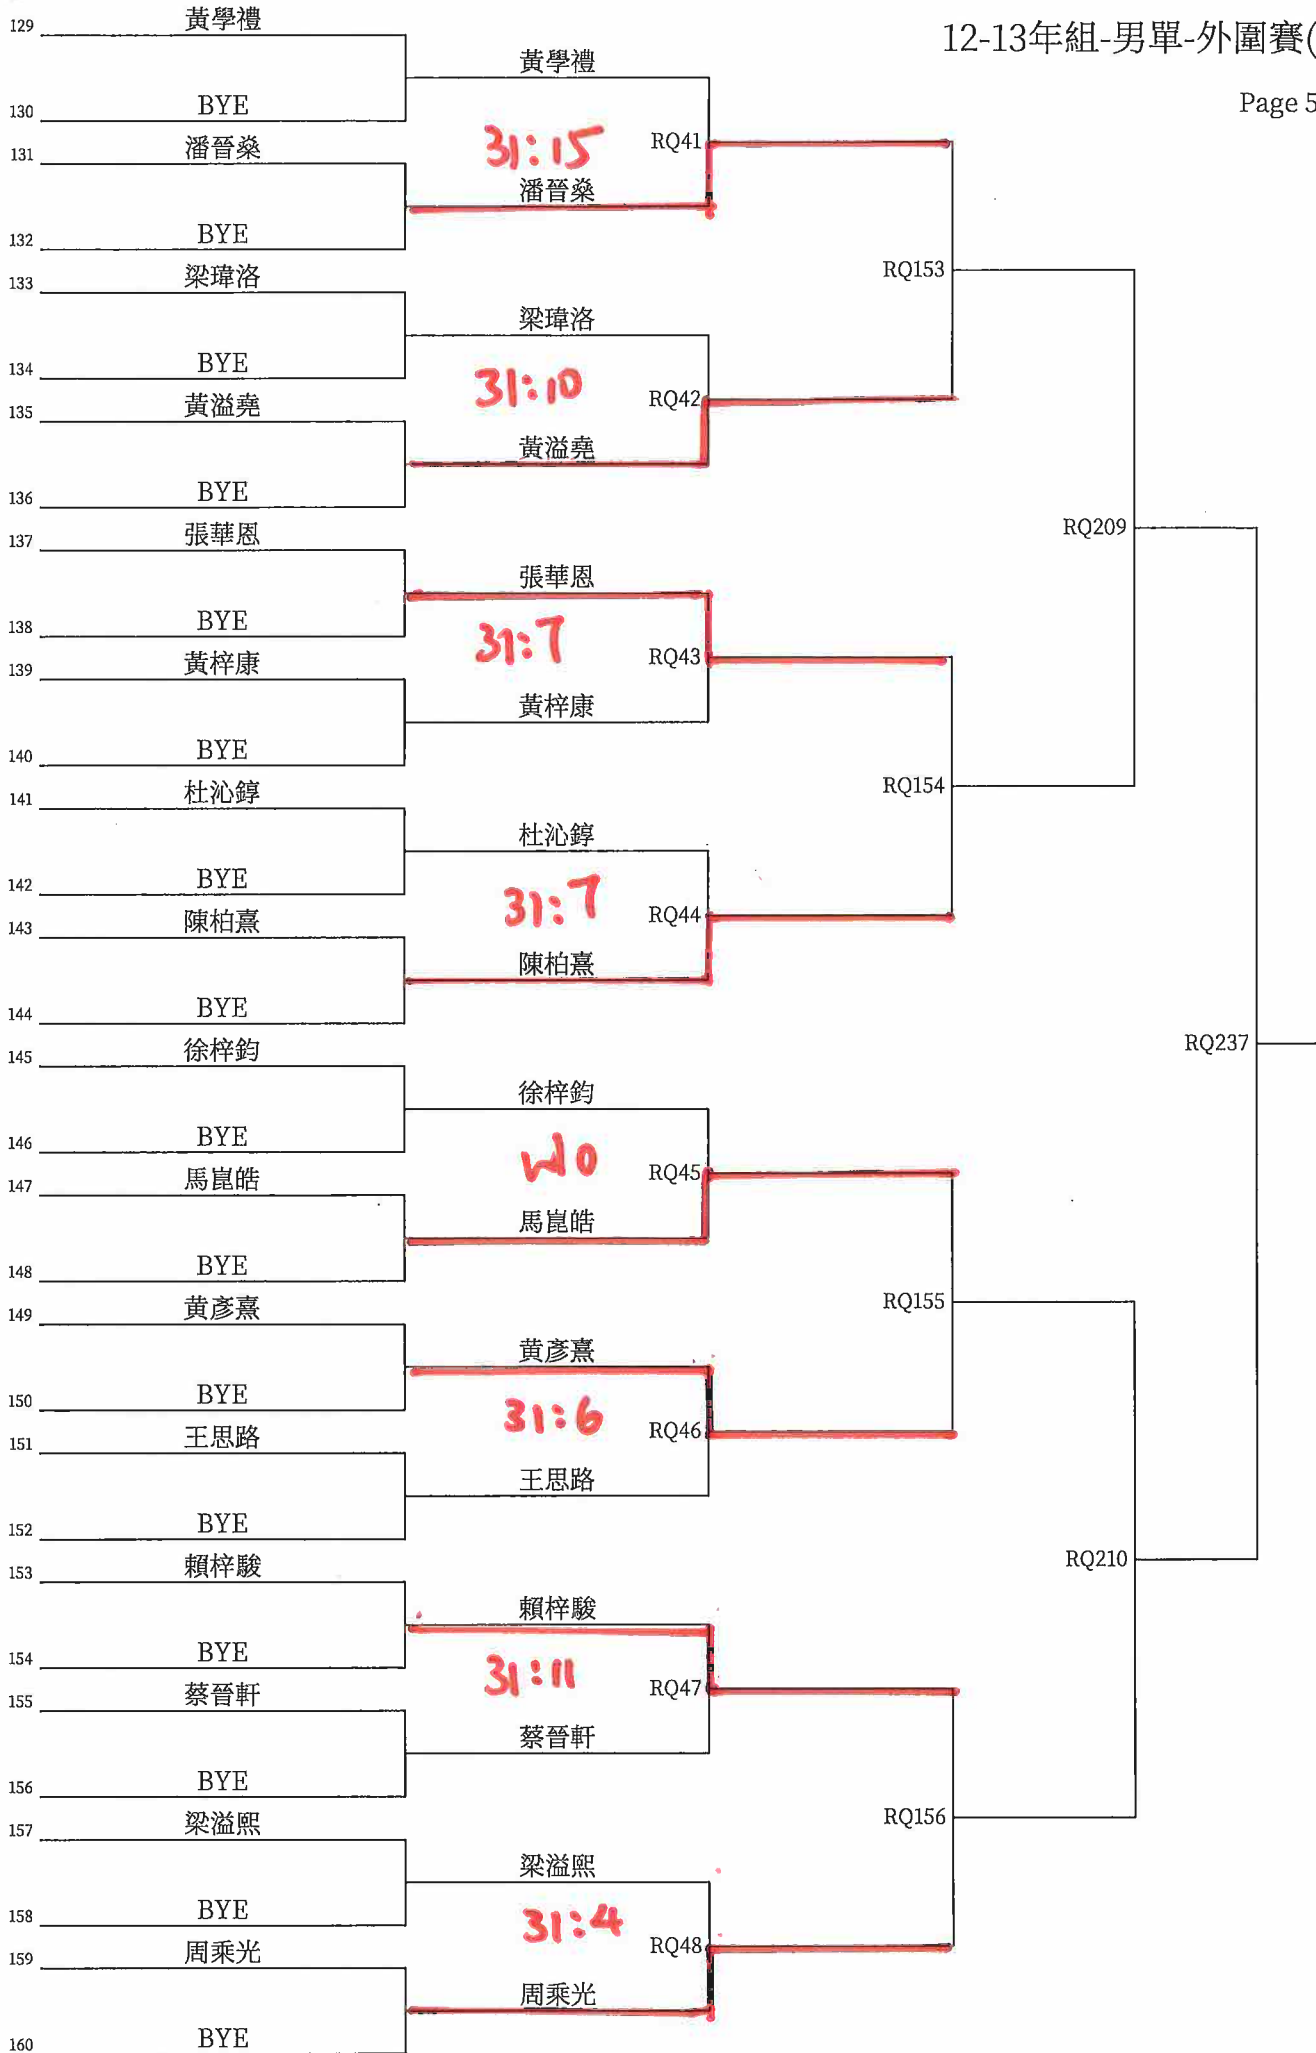 12-13年組-男單-外圍賽(
Page 5
129 黃學禮
黃學禮
130 BYE
31:15
RQ41
131 潘晉燊
潘晉燊
132 BYE
RQ153
133 梁瑋洛
梁瑋洛
134 BYE
31:10
RQ42
135 黃溢堯
黃溢堯
136 BYE
RQ209
137 張華恩
張華恩
138 BYE
31:7
RQ43
139 黃梓康
黃梓康
140 BYE
RQ154
141 杜沁錞
杜沁錞
142 BYE
31:7
RQ44
143 陳柏熹
陳柏熹
144 BYE
RQ237
145 徐梓鈞
徐梓鈞
146 BYE
WO
RQ45
147 馬崑皓
馬崑皓
148 BYE
RQ155
149 黄彥熹
黄彥熹
150 BYE
31:6
RQ46
151 王思路
王思路
152 BYE
RQ210
153 賴梓駿
賴梓駿
154 BYE
31:11
RQ47
155 蔡晉軒
蔡晉軒
156 BYE
RQ156
157 梁溢熙
梁溢熙
158 BYE
31:4
RQ48
159 周乘光
周乘光
160 BYE